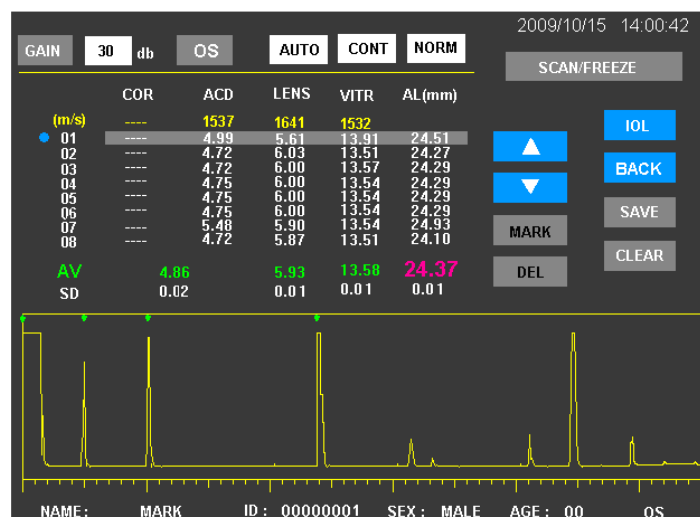 2009/10/15 14:00:42
GAIN 30 db OS AUTO CONT NORM
SCAN/FREEZE
COR ACD LENS VITR AL(mm)
(m/s) ---- 1537 1641 1532
01 ---- 4.99 5.61 13.91 24.51
02 ---- 4.72 6.03 13.51 24.27
03 ---- 4.72 6.00 13.57 24.29
04 ---- 4.75 6.00 13.54 24.29
05 ---- 4.75 6.00 13.54 24.29
06 ---- 4.75 6.00 13.54 24.29
07 ---- 5.48 5.90 13.54 24.93
08 ---- 4.72 5.87 13.51 24.10
AV 4.86 5.93 13.58 24.37
SD 0.02 0.01 0.01 0.01
IOL
BACK
MARK SAVE
DEL CLEAR
NAME: MARK ID: 00000001 SEX: MALE AGE: 00 OS